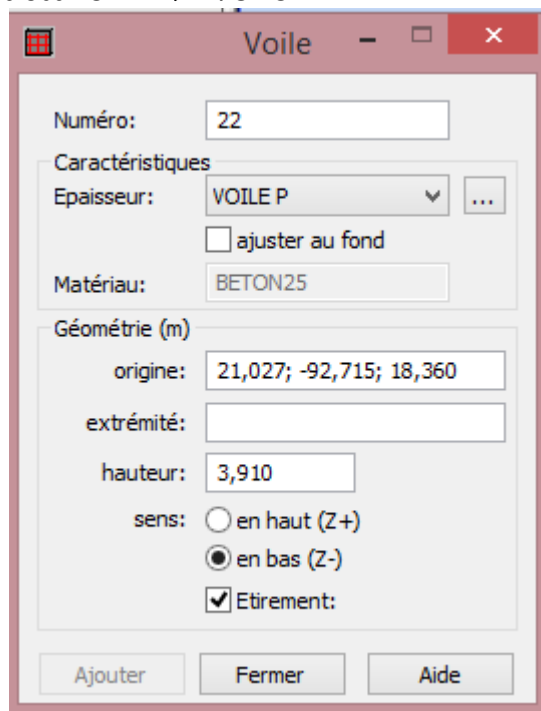 Voile
Numéro: 22
Caractéristiques
Epaisseur: VOILE P ...
ajuster au fond
Matériau: BETON25
Géométrie (m)
origine: 21,027; -92,715; 18,360
extrémité:
hauteur: 3,910
sens: en haut (Z+)
en bas (Z-)
Etirement:
Ajouter Fermer Aide